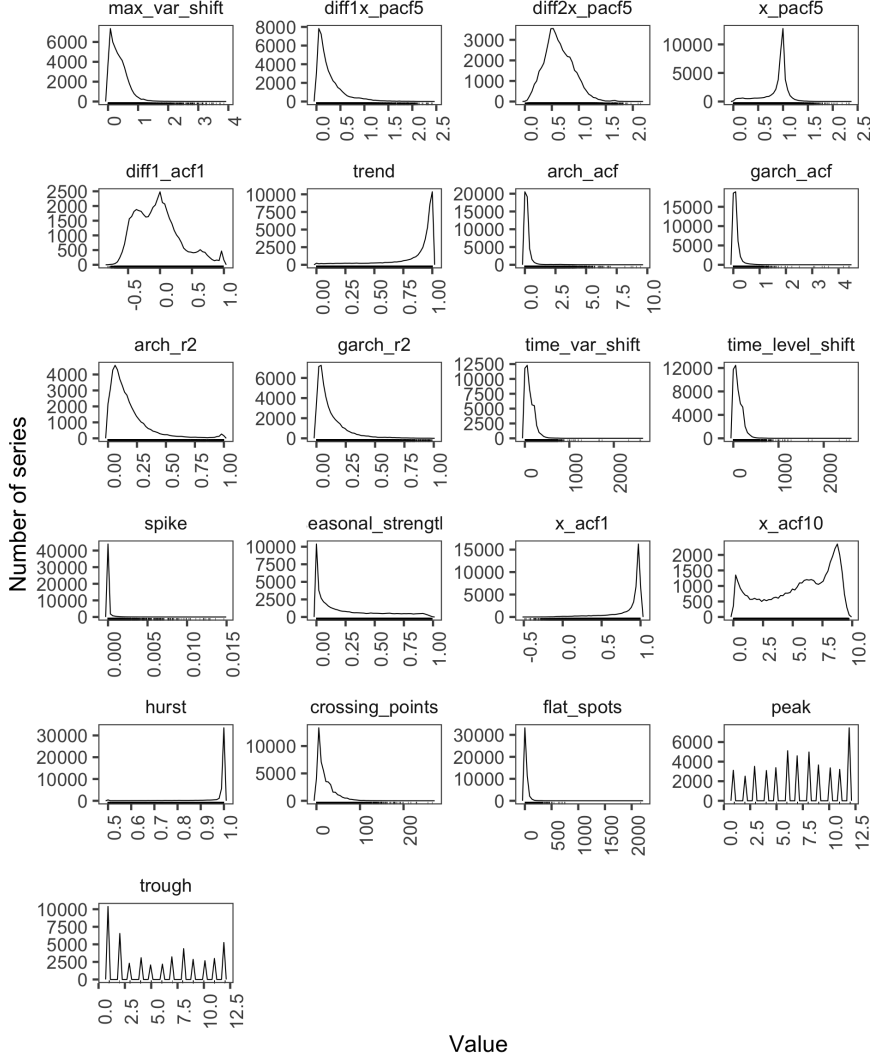 max_var_shift diff1x_pacf5 diff2x_pacf5 x_pacf5
6000 4000 2000 0
0 1 2 3 4
8000 6000 4000 2000 0
0.0 0.5 1.0 1.5 2.0 2.5
3000 2000 1000 0
0.0 0.5 1.0 1.5 2.0
10000 5000 0
0.0 0.5 1.0 1.5 2.0 2.5
diff1_acf1 trend arch_acf garch_acf
2500 2000 1500 1000 500 0
-0.5 0.0 0.5 1.0
10000 7500 5000 2500 0
0.00 0.25 0.50 0.75 1.00
20000 15000 10000 5000 0
0.0 2.5 5.0 7.5 10.0
15000 10000 5000 0
0 1 2 3 4
arch_r2 garch_r2 time_var_shift time_level_shift
4000 3000 2000 1000 0
0.00 0.25 0.50 0.75 1.00
6000 4000 2000 0
0.00 0.25 0.50 0.75 1.00
12500 10000 7500 5000 2500 0
0 1000 2000
12000 8000 4000 0
0 1000 2000
Number of series
spike easonal_strengtl x_acf1 x_acf10
40000 30000 20000 10000 0
0.000 0.005 0.010 0.015
10000 7500 5000 2500 0
0.00 0.25 0.50 0.75 1.00
15000 10000 5000 0
-0.5 0.0 0.5 1.0
2000 1500 1000 500 0
0.0 2.5 5.0 7.5 10.0
hurst crossing_points flat_spots peak
30000 20000 10000 0
0.5 0.6 0.7 0.8 0.9 1.0
10000 5000 0
0 100 200
30000 20000 10000 0
0 500 1000 1500 2000
6000 4000 2000 0
0.0 2.5 5.0 7.5 10.0 12.5
trough
10000 7500 5000 2500 0
0.0 2.5 5.0 7.5 10.0 12.5
Value